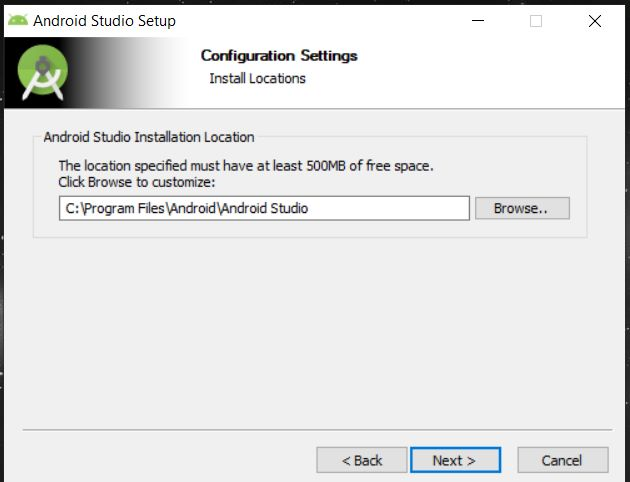 Android Studio Setup
Configuration Settings
Install Locations
Android Studio Installation Location
The location specified must have at least 500MB of free space.
Click Browse to customize:
C:\Program Files\Android\Android Studio
Browse..
< Back
Next >
Cancel